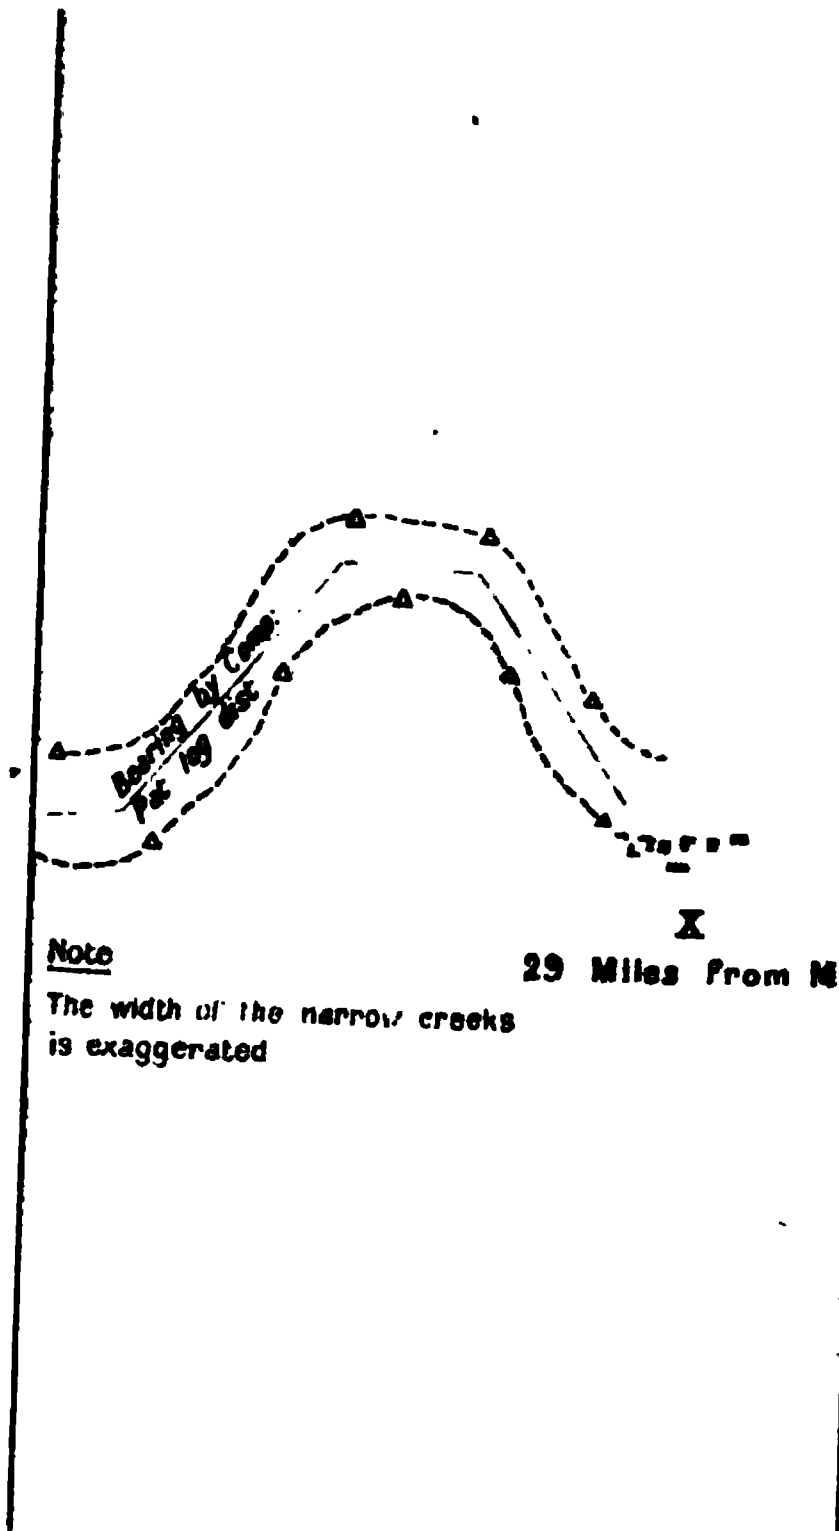 Bearing by Comp.
Pat log dist
X
29 Miles From M
Note
The width of the narrow creeks
is exaggerated